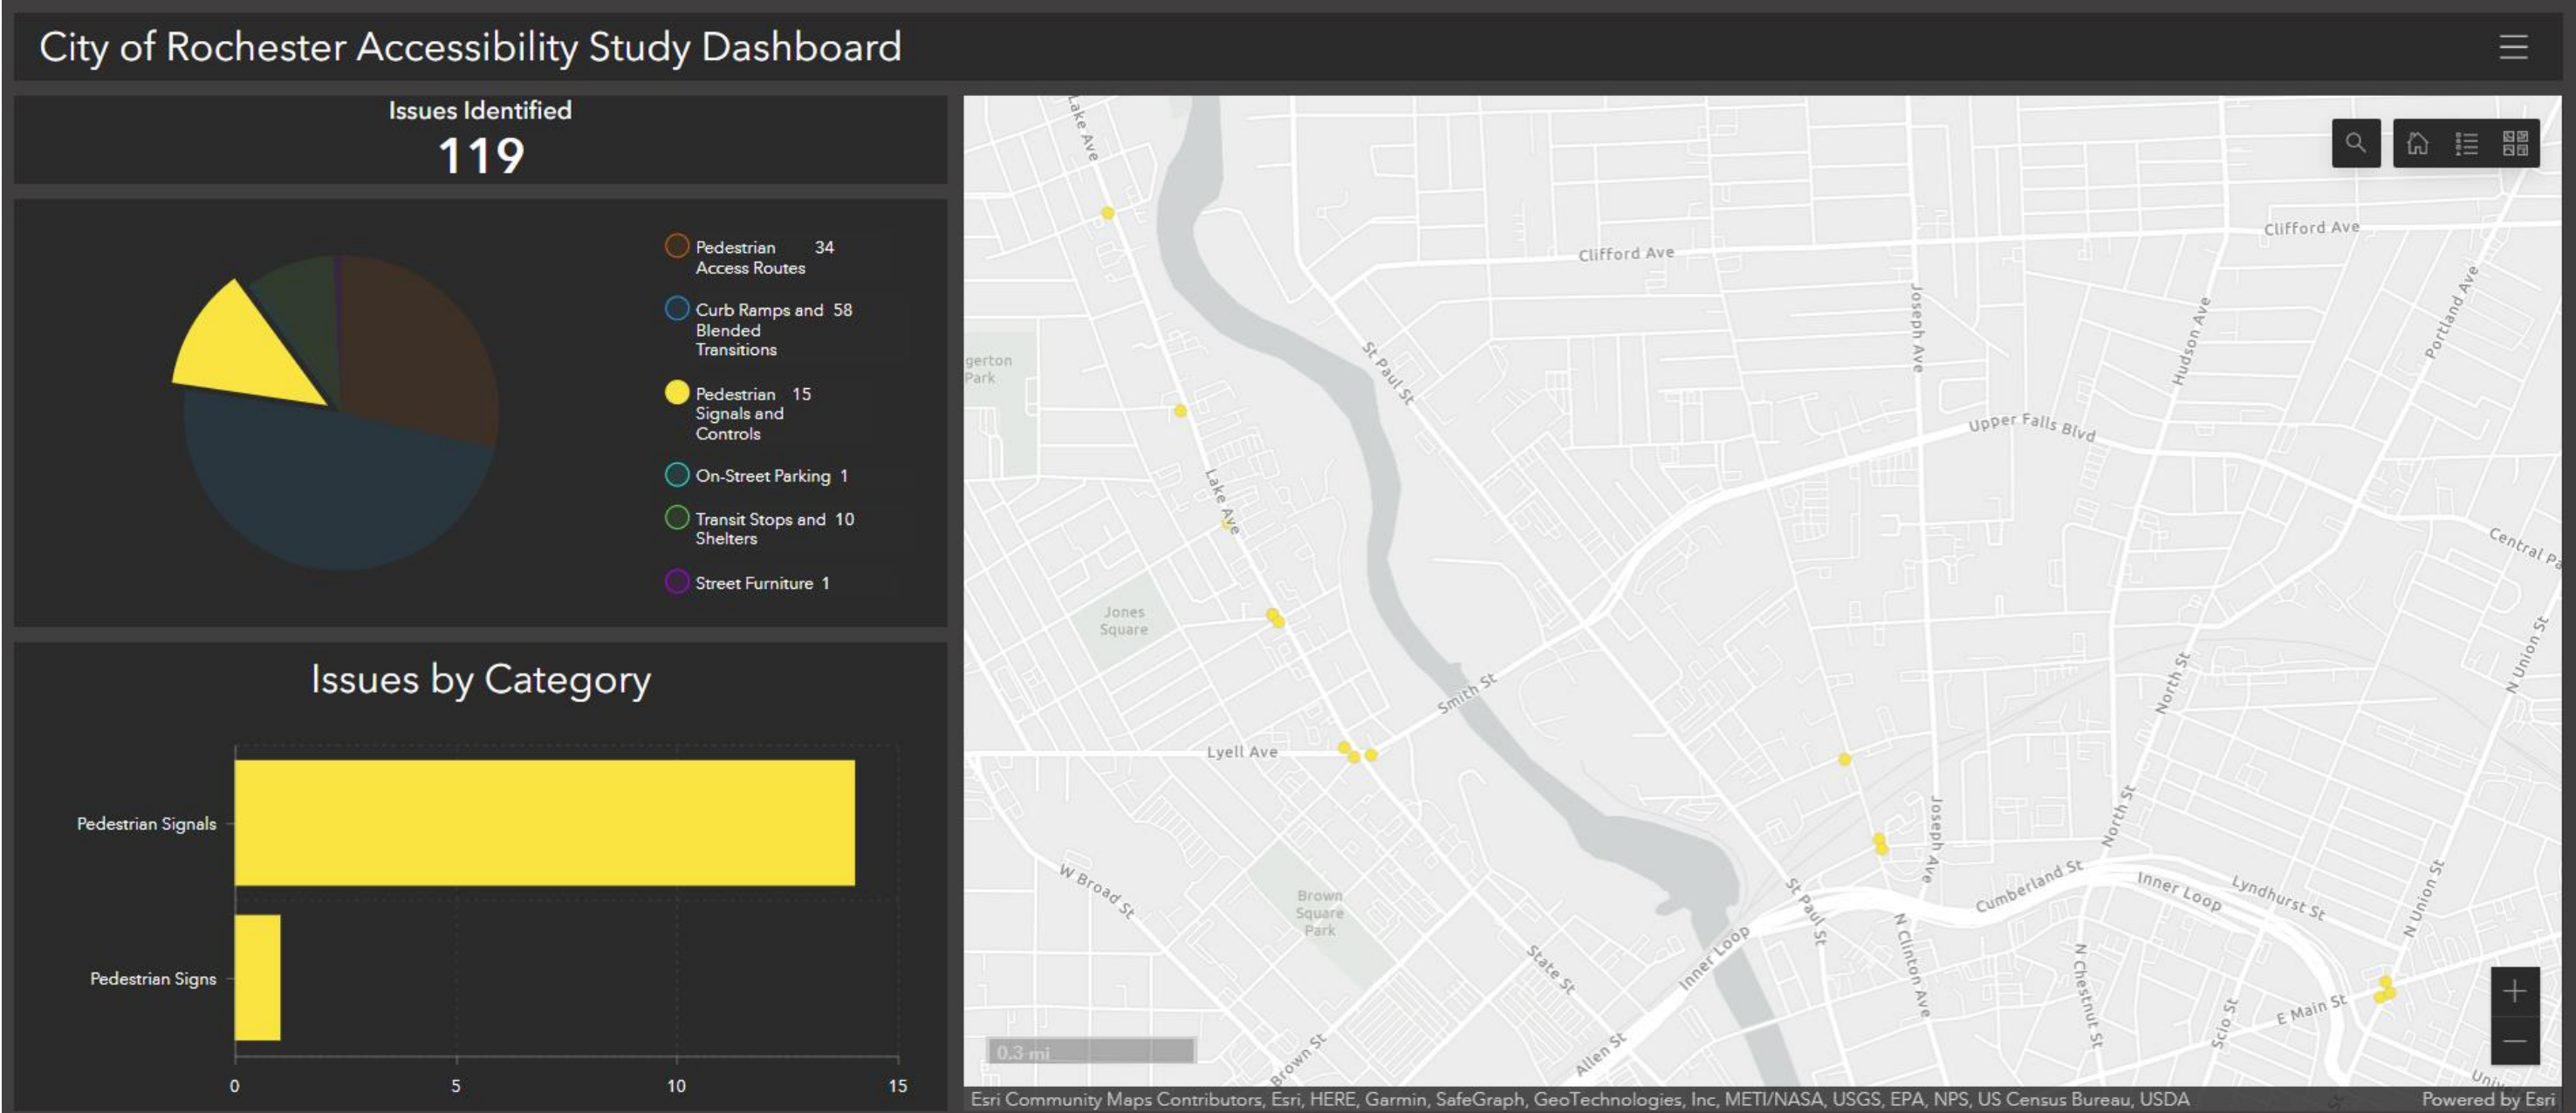 City of Rochester Accessibility Study Dashboard
Issues Identified
119
Pedestrian 34
Access Routes
Curb Ramps and 58
Blended
Transitions
Pedestrian 15
Signals and
Controls
On-Street Parking 1
Transit Stops and 10
Shelters
Street Furniture 1
Issues by Category
Pedestrian Signals
Pedestrian Signs
0 5 10 15
Lake Ave
Clifford Ave
Clifford Ave
Joseph Ave
Hudson Ave
Portland Ave
gerton
Park
St Paul St
Upper Falls Blvd
Lake Ave
Central Pa
Jones
Square
N Union St
Smith St
North St
Lyell Ave
Joseph Ave
North St
W Broad St
Brown
Square
Park
St Paul St
Cumberland St
Inner Loop
Lyndhurst St
N Union St
State St
Inner Loop
N Clinton Ave
N Chestnut St
Scio St
E Main St
0.3 mi
Brown St
Allen St
Univ
Esri Community Maps Contributors, Esri, HERE, Garmin, SafeGraph, GeoTechnologies, Inc, METI/NASA, USGS, EPA, NPS, US Census Bureau, USDA
Powered by Esri